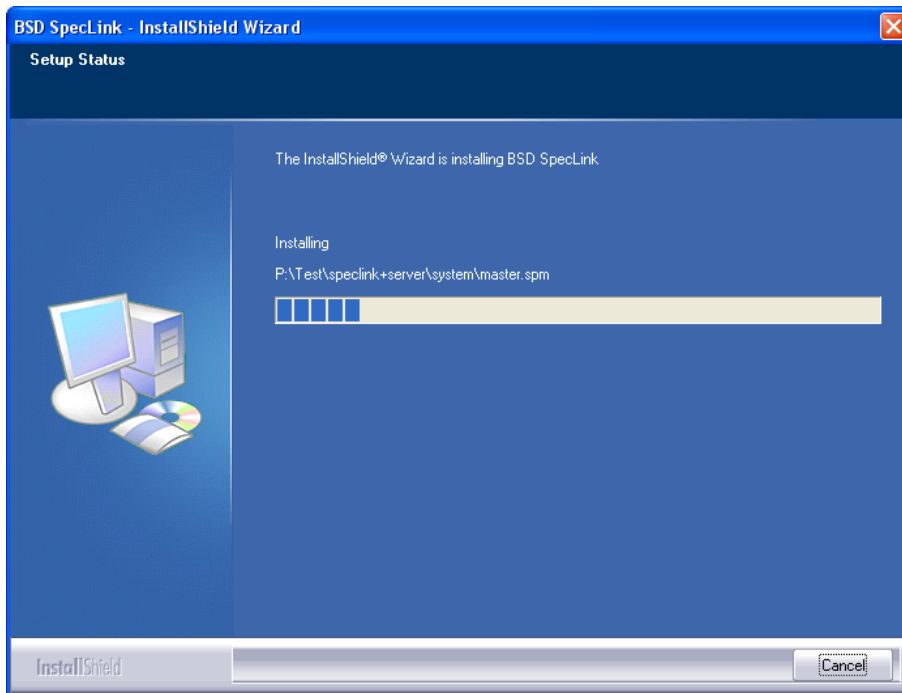 BSD SpecLink - InstallShield Wizard
Setup Status
The InstallShield® Wizard is installing BSD SpecLink
Installing
P:\Test\speclink+server\system\master.spm
InstallShield
Cancel